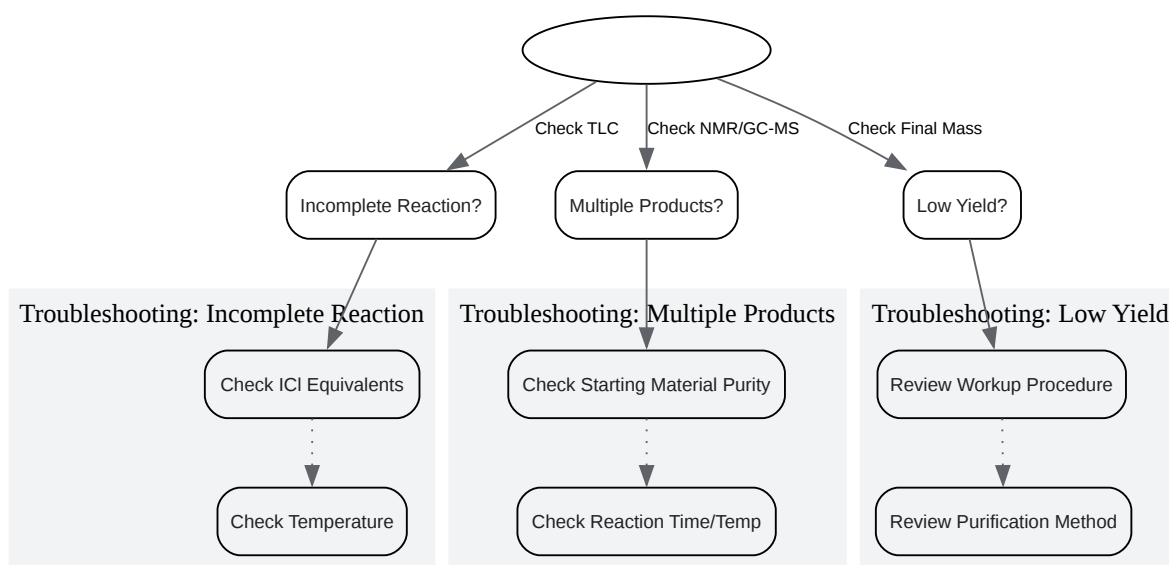 Check TLC
Check NMR/GC-MS
Check Final Mass
Incomplete Reaction?
Multiple Products?
Low Yield?
Troubleshooting: Incomplete Reaction
Troubleshooting: Multiple Products
Troubleshooting: Low Yield
Check ICl Equivalents
Check Starting Material Purity
Review Workup Procedure
Check Temperature
Check Reaction Time/Temp
Review Purification Method